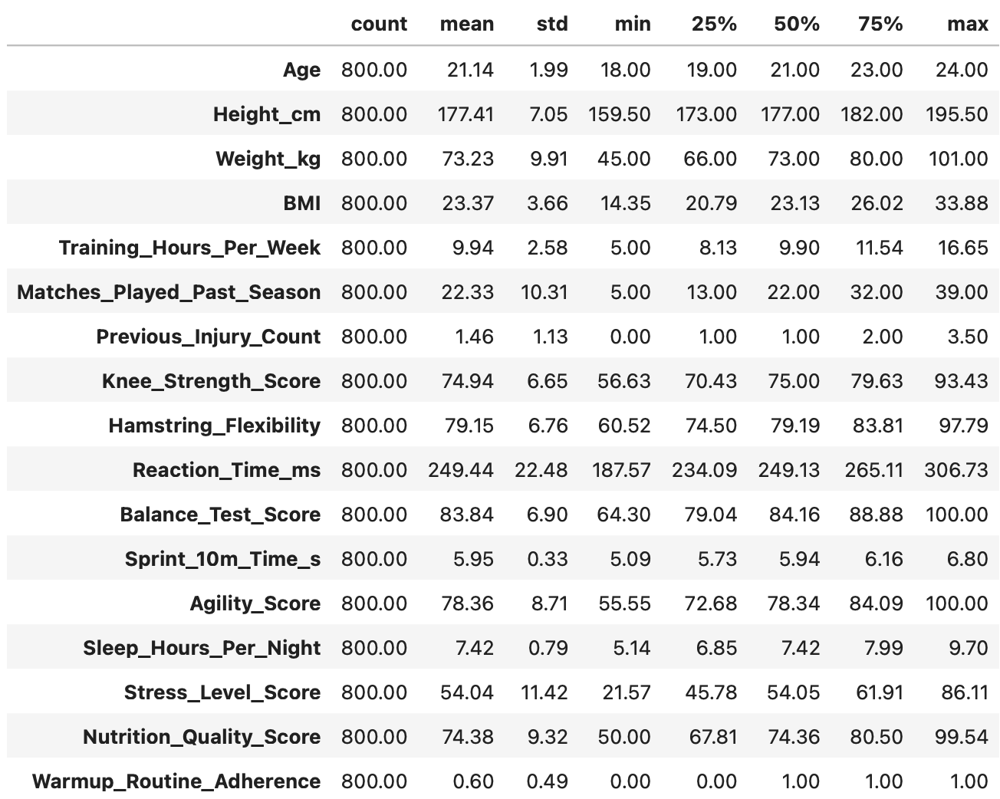 count mean std min 25% 50% 75% max
Age 800.00 21.14 1.99 18.00 19.00 21.00 23.00 24.00
Height_cm 800.00 177.41 7.05 159.50 173.00 177.00 182.00 195.50
Weight_kg 800.00 73.23 9.91 45.00 66.00 73.00 80.00 101.00
BMI 800.00 23.37 3.66 14.35 20.79 23.13 26.02 33.88
Training_Hours_Per_Week 800.00 9.94 2.58 5.00 8.13 9.90 11.54 16.65
Matches_Played_Past_Season 800.00 22.33 10.31 5.00 13.00 22.00 32.00 39.00
Previous_Injury_Count 800.00 1.46 1.13 0.00 1.00 1.00 2.00 3.50
Knee_Strength_Score 800.00 74.94 6.65 56.63 70.43 75.00 79.63 93.43
Hamstring_Flexibility 800.00 79.15 6.76 60.52 74.50 79.19 83.81 97.79
Reaction_Time_ms 800.00 249.44 22.48 187.57 234.09 249.13 265.11 306.73
Balance_Test_Score 800.00 83.84 6.90 64.30 79.04 84.16 88.88 100.00
Sprint_10m_Time_s 800.00 5.95 0.33 5.09 5.73 5.94 6.16 6.80
Agility_Score 800.00 78.36 8.71 55.55 72.68 78.34 84.09 100.00
Sleep_Hours_Per_Night 800.00 7.42 0.79 5.14 6.85 7.42 7.99 9.70
Stress_Level_Score 800.00 54.04 11.42 21.57 45.78 54.05 61.91 86.11
Nutrition_Quality_Score 800.00 74.38 9.32 50.00 67.81 74.36 80.50 99.54
Warmup_Routine_Adherence 800.00 0.60 0.49 0.00 0.00 1.00 1.00 1.00